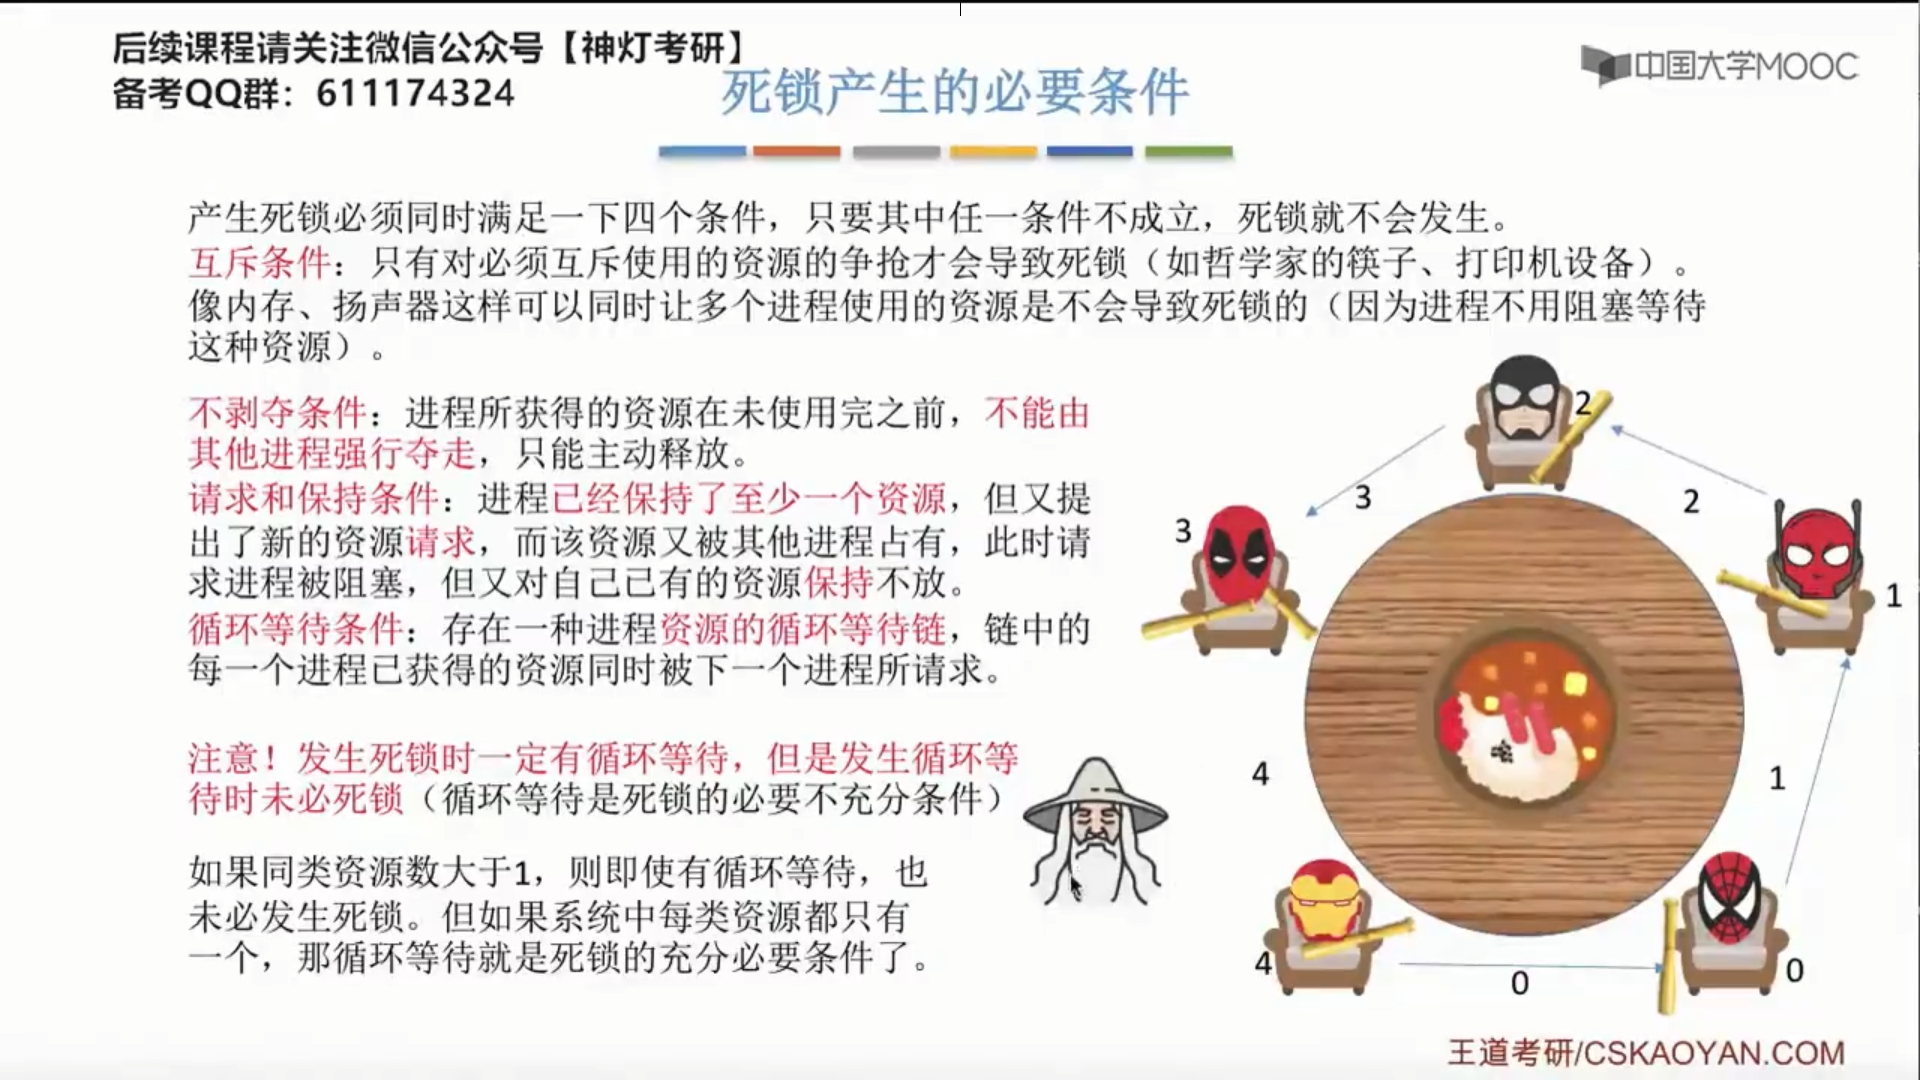 后续课程请关注微信公众号【神灯考研】
备考QQ群：611174324
中国大学MOOC
死锁产生的必要条件
产生死锁必须同时满足一下四个条件，只要其中任一条件不成立，死锁就不会发生。
互斥条件：只有对必须互斥使用的资源的争抢才会导致死锁（如哲学家的筷子、打印机设备）。
像内存、扬声器这样可以同时让多个进程使用的资源是不会导致死锁的（因为进程不用阻塞等待
这种资源）。
不剥夺条件：进程所获得的资源在未使用完之前，不能由
其他进程强行夺走，只能主动释放。
请求和保持条件：进程已经保持了至少一个资源，但又提
出了新的资源请求，而该资源又被其他进程占有，此时请
求进程被阻塞，但又对自己已有的资源保持不放。
循环等待条件：存在一种进程资源的循环等待链，链中的
每一个进程已获得的资源同时被下一个进程所请求。
注意！发生死锁时一定有循环等待，但是发生循环等
待时未必死锁（循环等待是死锁的必要不充分条件）
如果同类资源数大于1，则即使有循环等待，也
未必发生死锁。但如果系统中每类资源都只有
一个，那循环等待就是死锁的充分必要条件了。
2
3
2
3
1
4
1
4
0
0
王道考研/CSKAOYAN.COM